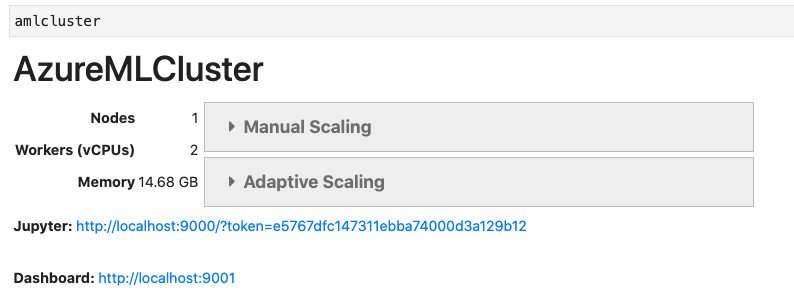 amlcluster
AzureMLCluster
Nodes 1
Workers (vCPUs) 2
Memory 14.68 GB
Manual Scaling
Adaptive Scaling
Jupyter: http://localhost:9000/?token=e5767dfc147311ebba74000d3a129b12
Dashboard: http://localhost:9001